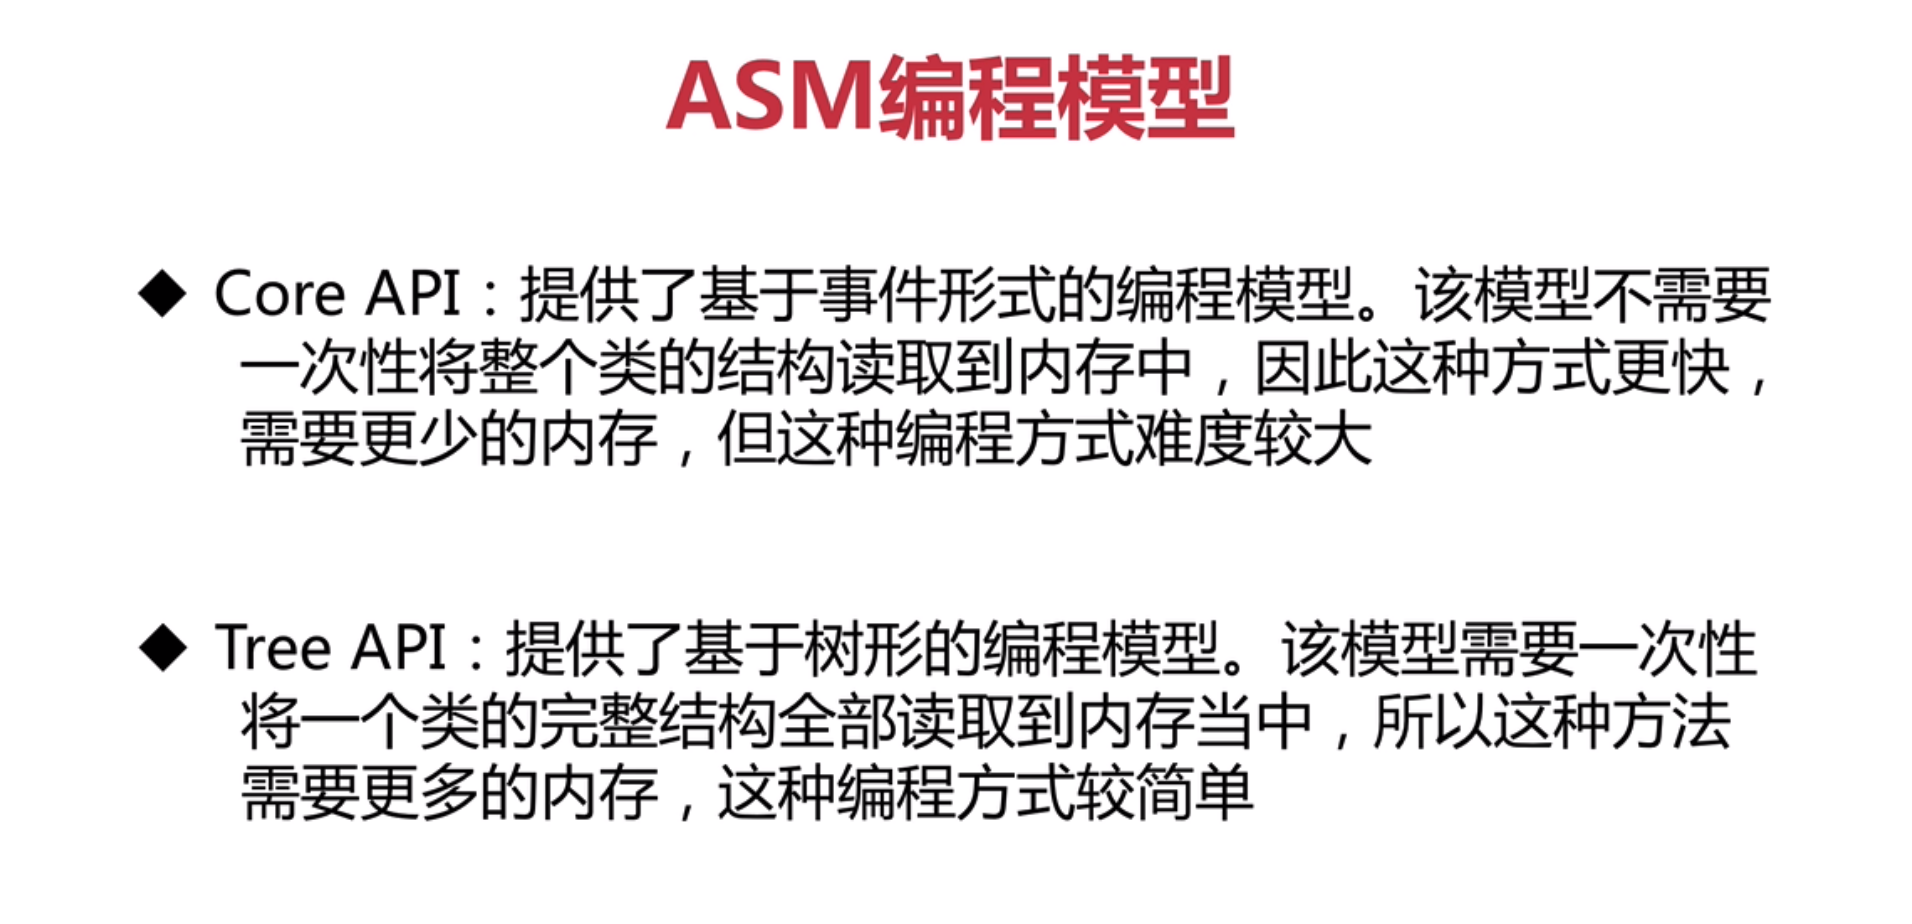 ASM编程模型
◆ Core API：提供了基于事件形式的编程模型。该模型不需要
一次性将整个类的结构读取到内存中，因此这种方式更快，
需要更少的内存，但这种编程方式难度较大
◆ Tree API：提供了基于树形的编程模型。该模型需要一次性
将一个类的完整结构全部读取到内存当中，所以这种方法
需要更多的内存，这种编程方式较简单